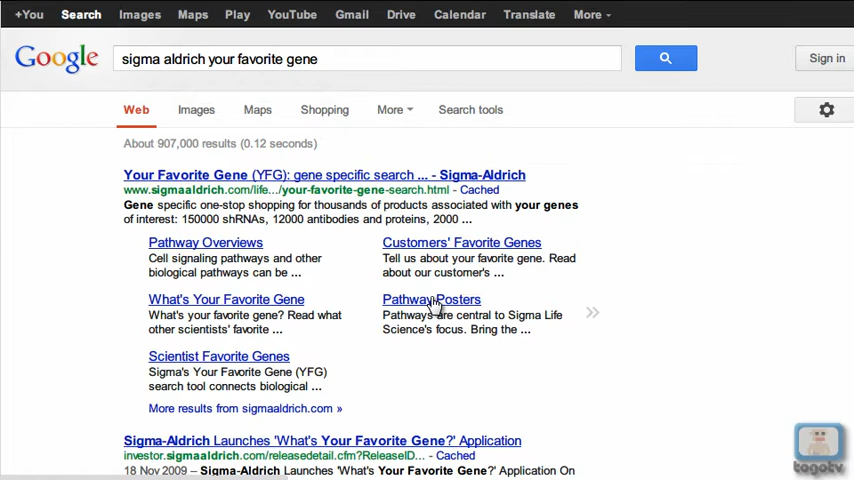 +You Search Images Maps Play YouTube Gmail Drive Calendar Translate More
Google sigma aldrich your favorite gene Sign in
Web Images Maps Shopping More Search tools
About 907,000 results (0.12 seconds)
Your Favorite Gene (YFG): gene specific search ... - Sigma-Aldrich
www.sigmaaldrich.com/life.../your-favorite-gene-search.html - Cached
Gene specific one-stop shopping for thousands of products associated with your genes
of interest: 150000 shRNAs, 12000 antibodies and proteins, 2000 ...
Pathway Overviews
Cell signaling pathways and other
biological pathways can be ...
Customers' Favorite Genes
Tell us about your favorite gene. Read
about our customer's ...
What's Your Favorite Gene
What's your favorite gene? Read what
other scientists' favorite ...
Pathway Posters
Pathways are central to Sigma Life
Science's focus. Bring the ...
»
Scientist Favorite Genes
Sigma's Your Favorite Gene (YFG)
search tool connects biological ...
More results from sigmaaldrich.com »
Sigma-Aldrich Launches 'What's Your Favorite Gene?' Application
investor.sigmaaldrich.com/releasedetail.cfm?ReleaseID... - Cached
18 Nov 2009 – Sigma-Aldrich Launches 'What's Your Favorite Gene?' Application On
togotv